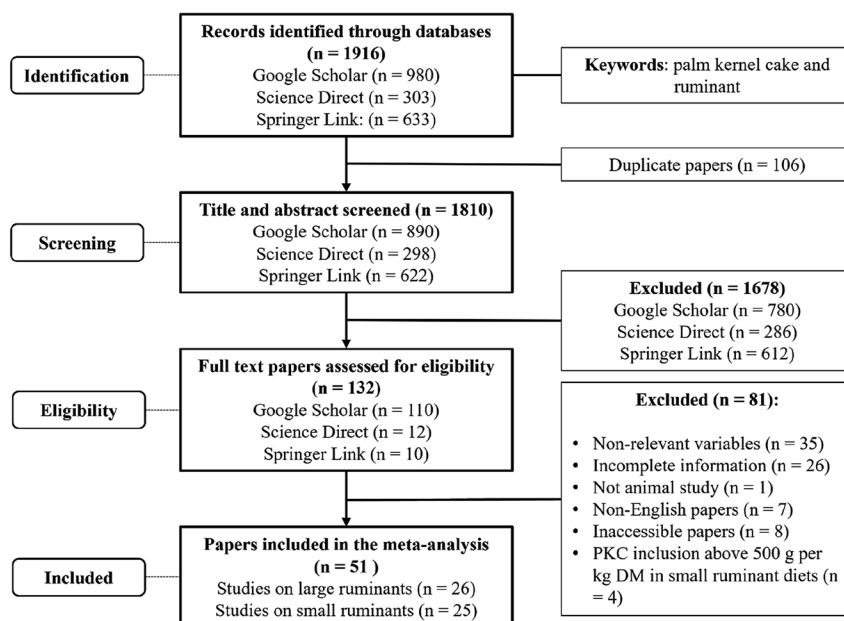 Identification
Records identified through databases
(n = 1916)
Google Scholar (n = 980)
Science Direct (n = 303)
Springer Link: (n = 633)
Keywords: palm kernel cake and
ruminant
Duplicate papers (n = 106)
Screening
Title and abstract screened (n = 1810)
Google Scholar (n = 890)
Science Direct (n = 298)
Springer Link (n = 622)
Excluded (n = 1678)
Google Scholar (n = 780)
Science Direct (n = 286)
Springer Link (n = 612)
Eligibility
Full text papers assessed for eligibility
(n = 132)
Google Scholar (n = 110)
Science Direct (n = 12)
Springer Link (n = 10)
Excluded (n = 81):
• Non-relevant variables (n = 35)
• Incomplete information (n = 26)
• Not animal study (n = 1)
• Non-English papers (n = 7)
• Inaccessible papers (n = 8)
• PKC inclusion above 500 g per
kg DM in small ruminant diets (n
= 4)
Included
Papers included in the meta-analysis
(n = 51 )
Studies on large ruminants (n = 26)
Studies on small ruminants (n = 25)